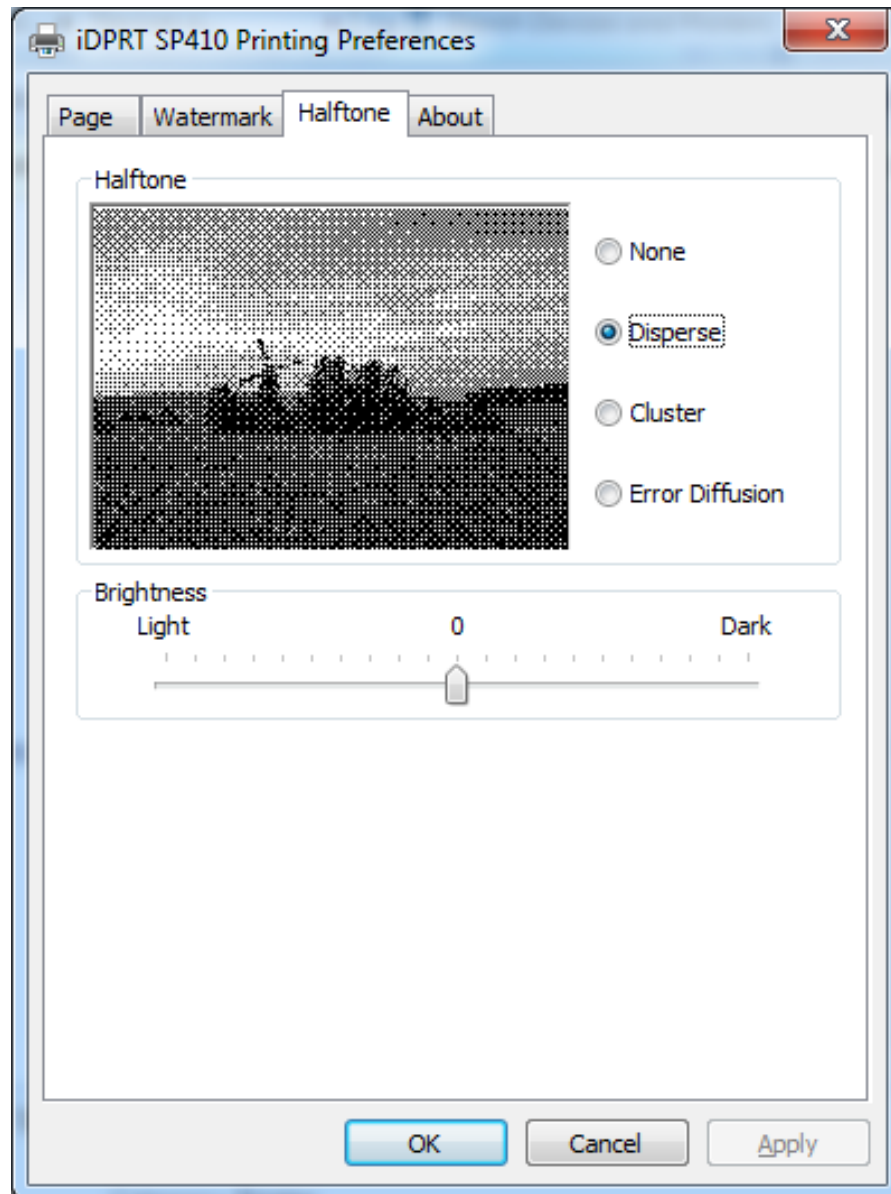 iDPRT SP410 Printing Preferences
Page Watermark Halftone About
Halftone
None
Disperse
Cluster
Error Diffusion
Brightness
Light 0 Dark
OK Cancel Apply